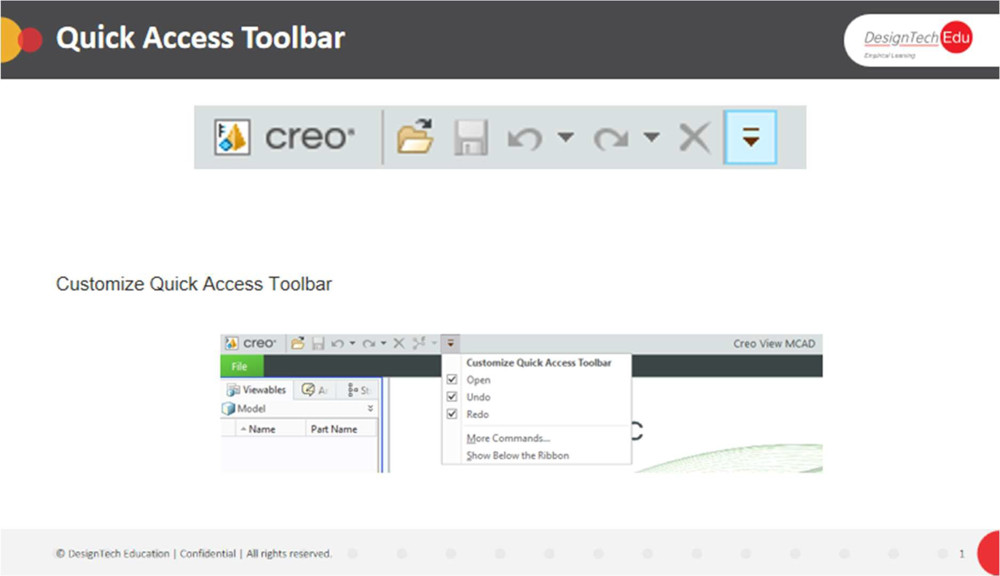 Quick Access Toolbar
DesignTech Edu
Empirical Learning
creo®
Customize Quick Access Toolbar
creo®
Creo View MCAD
File
Customize Quick Access Toolbar
Open
Undo
Redo
More Commands...
Show Below the Ribbon
Viewables
Model
Name Part Name
© DesignTech Education | Confidential | All rights reserved.
1